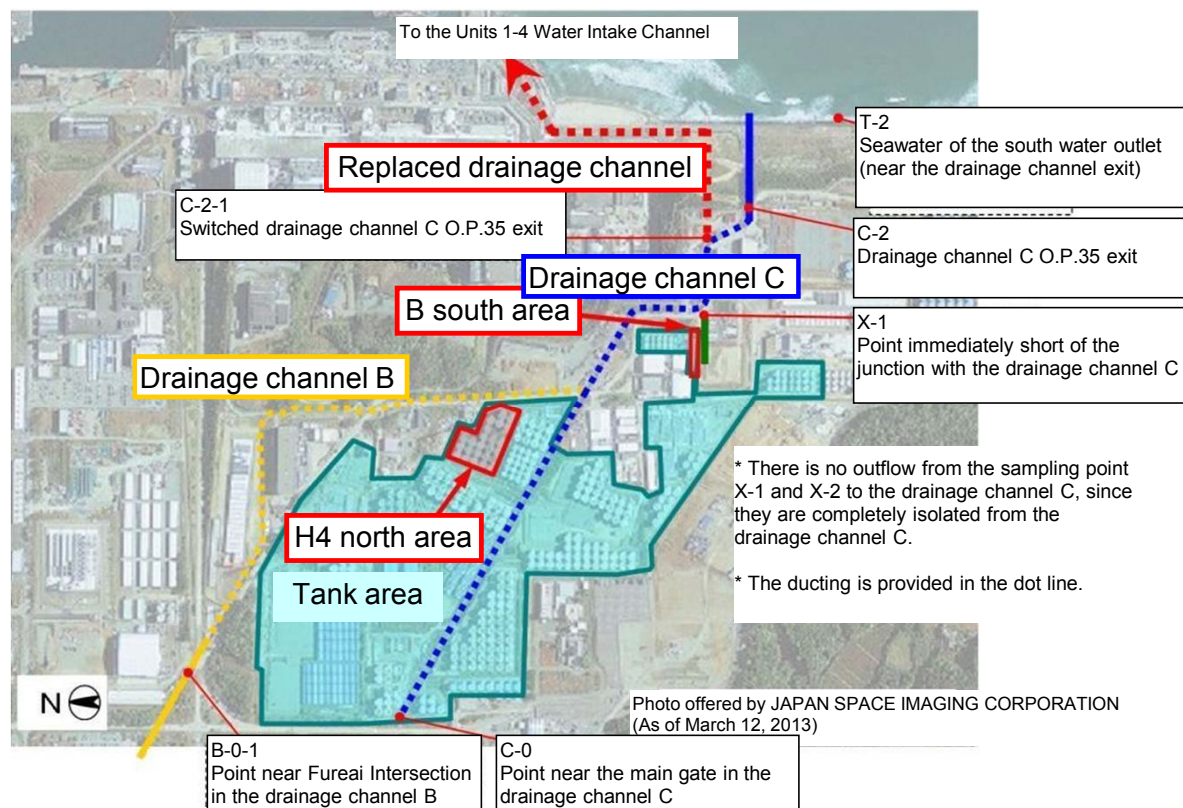 To the Units 1-4 Water Intake Channel
T-2
Seawater of the south water outlet
(near the drainage channel exit)
Replaced drainage channel
C-2-1
Switched drainage channel C O.P.35 exit
C-2
Drainage channel C O.P.35 exit
Drainage channel C
B south area
X-1
Point immediately short of the
junction with the drainage channel C
Drainage channel B
* There is no outflow from the sampling point
X-1 and X-2 to the drainage channel C, since
they are completely isolated from the
drainage channel C.
* The ducting is provided in the dot line.
H4 north area
Tank area
N
Photo offered by JAPAN SPACE IMAGING CORPORATION
(As of March 12, 2013)
B-0-1
Point near Fureai Intersection
in the drainage channel B
C-0
Point near the main gate in the
drainage channel C